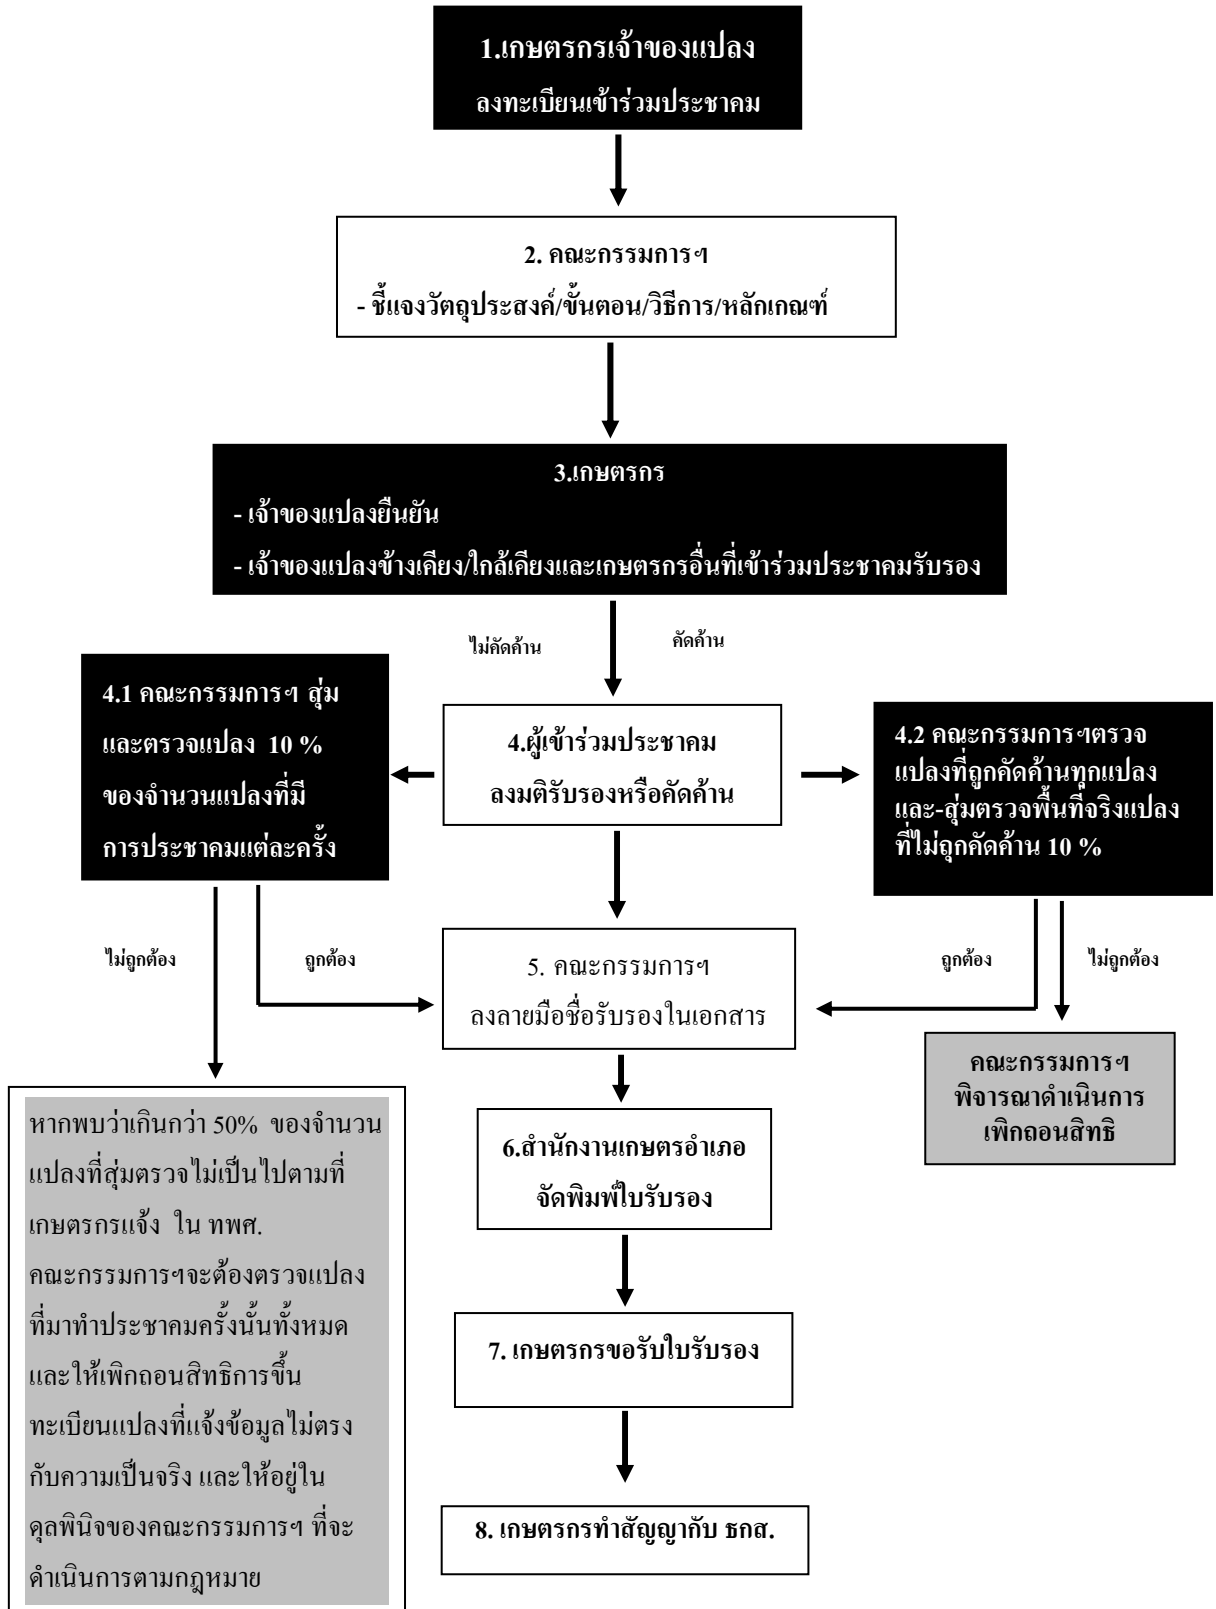 1.เกษตรกรเจ้าของแปลง
ลงทะเบียนเข้าร่วมประชาคม
2. คณะกรรมการฯ
- ชี้แจงวัตถุประสงค์/ขั้นตอน/วิธีการ/หลักเกณฑ์
3.เกษตรกร
- เจ้าของแปลงยืนยัน
- เจ้าของแปลงข้างเคียง/ใกล้เคียงและเกษตรกรอื่นที่เข้าร่วมประชาคมรับรอง
ไม่คัดค้าน
คัดค้าน
4.1 คณะกรรมการฯ สุ่ม
และตรวจแปลง 10 %
ของจำนวนแปลงที่มี
การประชาคมแต่ละครั้ง
4.ผู้เข้าร่วมประชาคม
ลงมติรับรองหรือคัดค้าน
4.2 คณะกรรมการฯตรวจ
แปลงที่ถูกคัดค้านทุกแปลง
และ-สุ่มตรวจพื้นที่จริงแปลง
ที่ไม่ถุกคัดค้าน 10 %
ไม่ถูกต้อง
ถูกต้อง
5. คณะกรรมการฯ
ลงลายมือชื่อรับรองในเอกสาร
ถูกต้อง
ไม่ถูกต้อง
คณะกรรมการฯ
พิจารณาดำเนินการ
เพิกถอนสิทธิ
หากพบว่าเกินกว่า 50% ของจำนวน
แปลงที่สุ่มตรวจไม่เป็นไปตามที่
เกษตรกรแจ้ง ใน ทพศ.
คณะกรรมการฯจะต้องตรวจแปลง
ที่มาทำประชาคมครั้งนั้นทั้งหมด
และให้เพิกถอนสิทธิการขึ้น
ทะเบียนแปลงที่แจ้งข้อมูลไม่ตรง
กับความเป็นจริง และให้อยู่ใน
ดุลพินิจของคณะกรรมการฯ ที่จะ
ดำเนินการตามกฎหมาย
6.สำนักงานเกษตรอำเภอ
จัดพิมพ์ใบรับรอง
7. เกษตรกรขอรับใบรับรอง
8. เกษตรกรทำสัญญากับ ธกส.